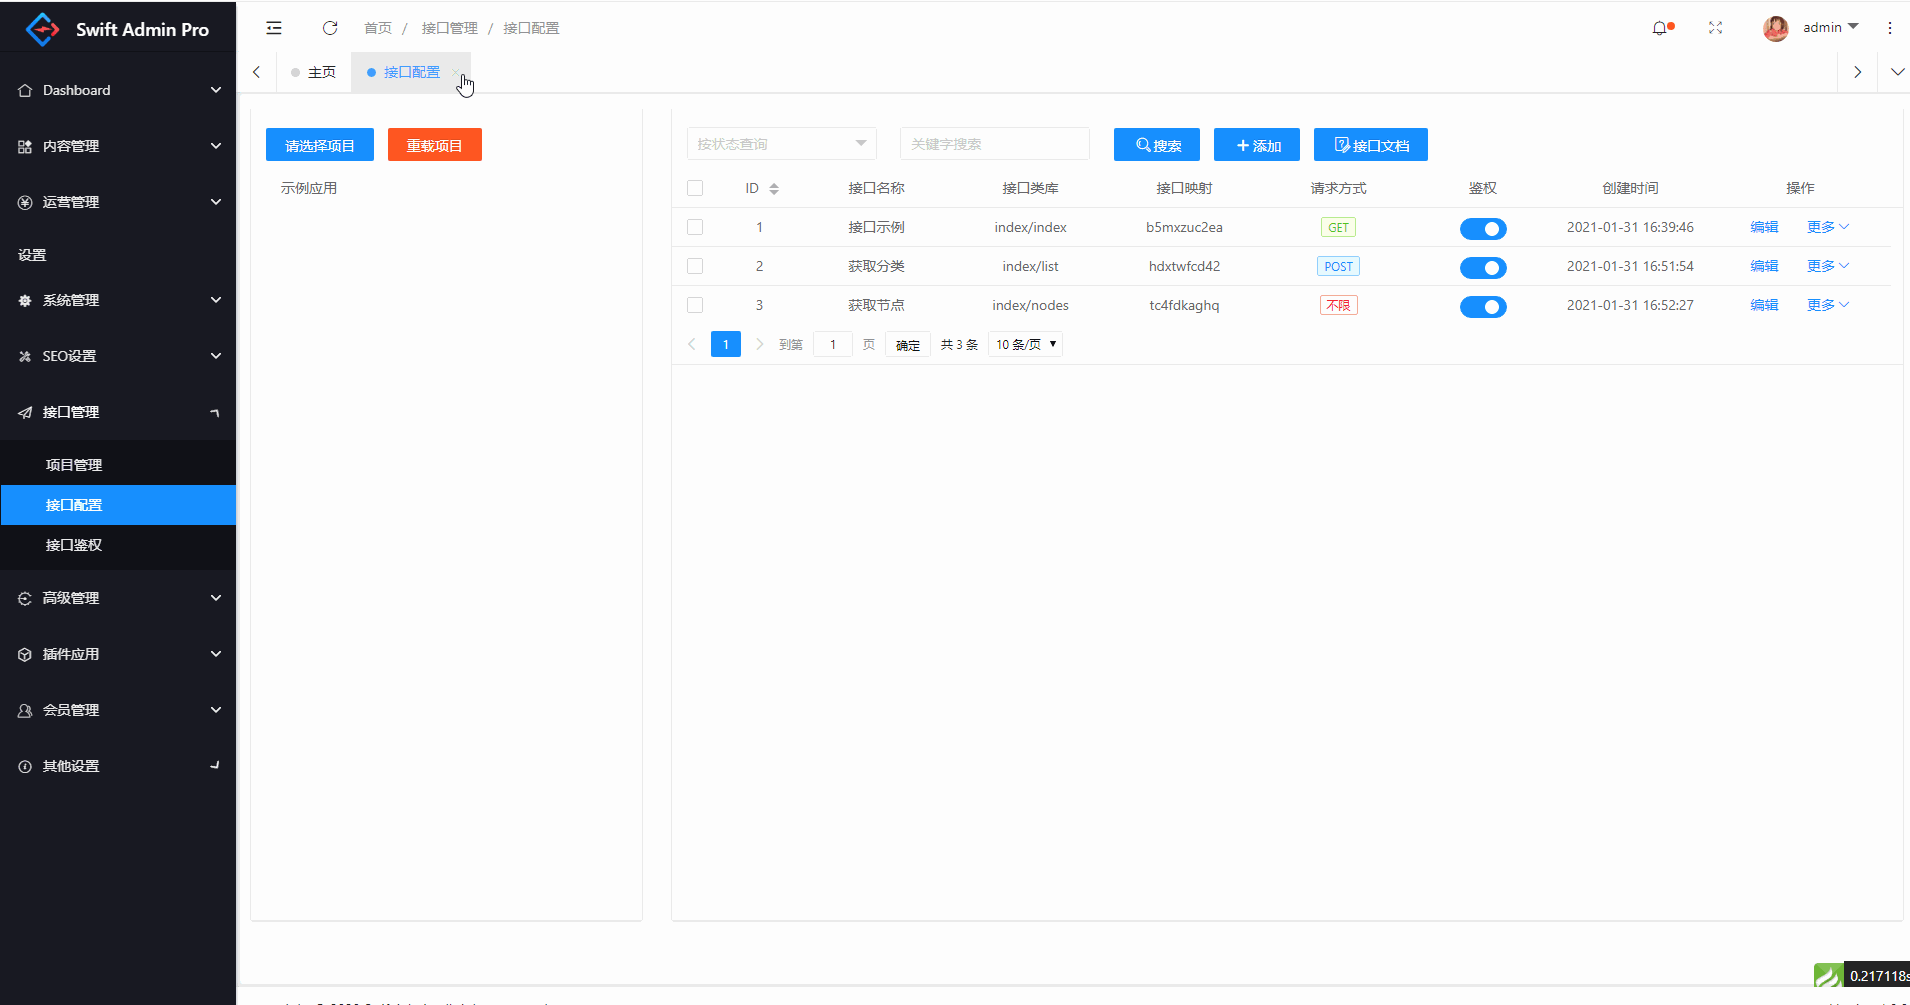 Swift Admin Pro
首页 / 接口管理 / 接口配置
admin
主页
接口配置
Dashboard
内容管理
运营管理
设置
系统管理
SEO设置
接口管理
项目管理
接口配置
接口鉴权
高级管理
插件应用
会员管理
其他设置
请选择项目 重载项目
示例应用
按状态查询 关键字搜索 搜索 添加 接口文档
ID 接口名称 接口类库 接口映射 请求方式 鉴权 创建时间 操作
1 接口示例 index/index b5mxzuc2ea GET 2021-01-31 16:39:46 编辑 更多
2 获取分类 index/list hdxtwfcd42 POST 2021-01-31 16:51:54 编辑 更多
3 获取节点 index/nodes tc4fdkaghq 不限 2021-01-31 16:52:27 编辑 更多
1 到第 1 页 确定 共 3 条 10 条/页
0.217118s